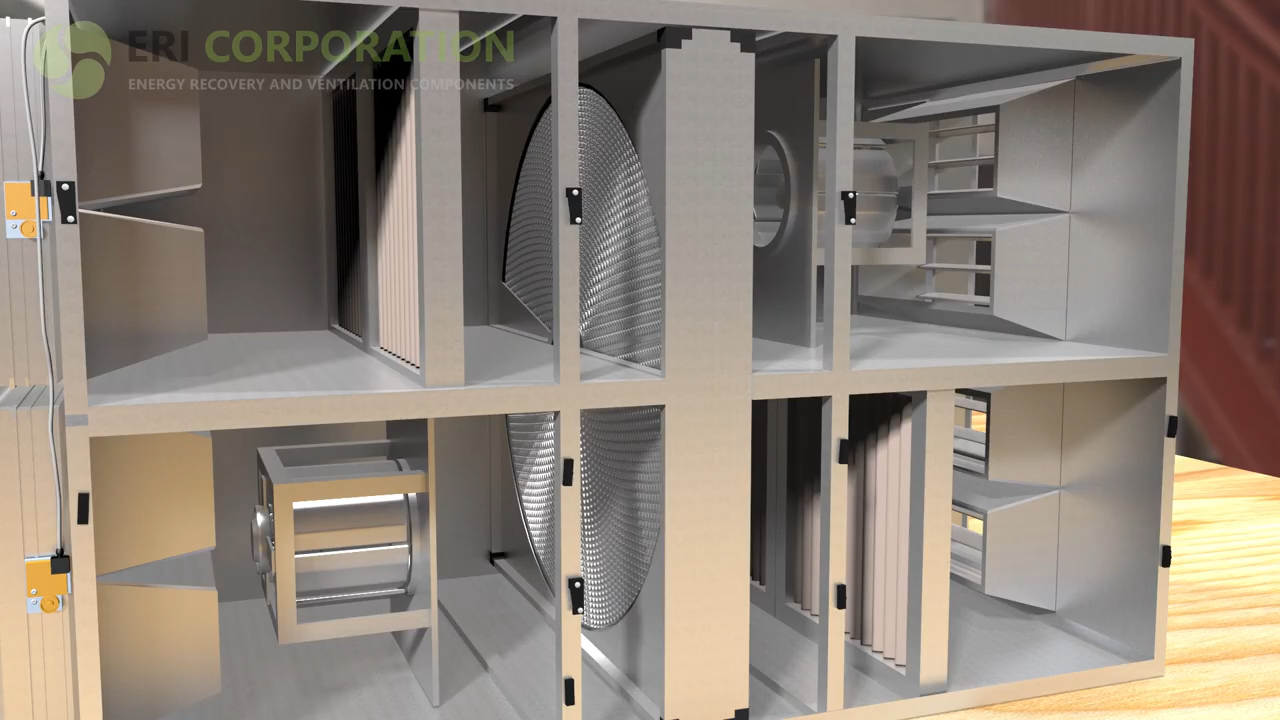 ERI CORPORATION
ENERGY RECOVERY AND VENTILATION COMPONENTS